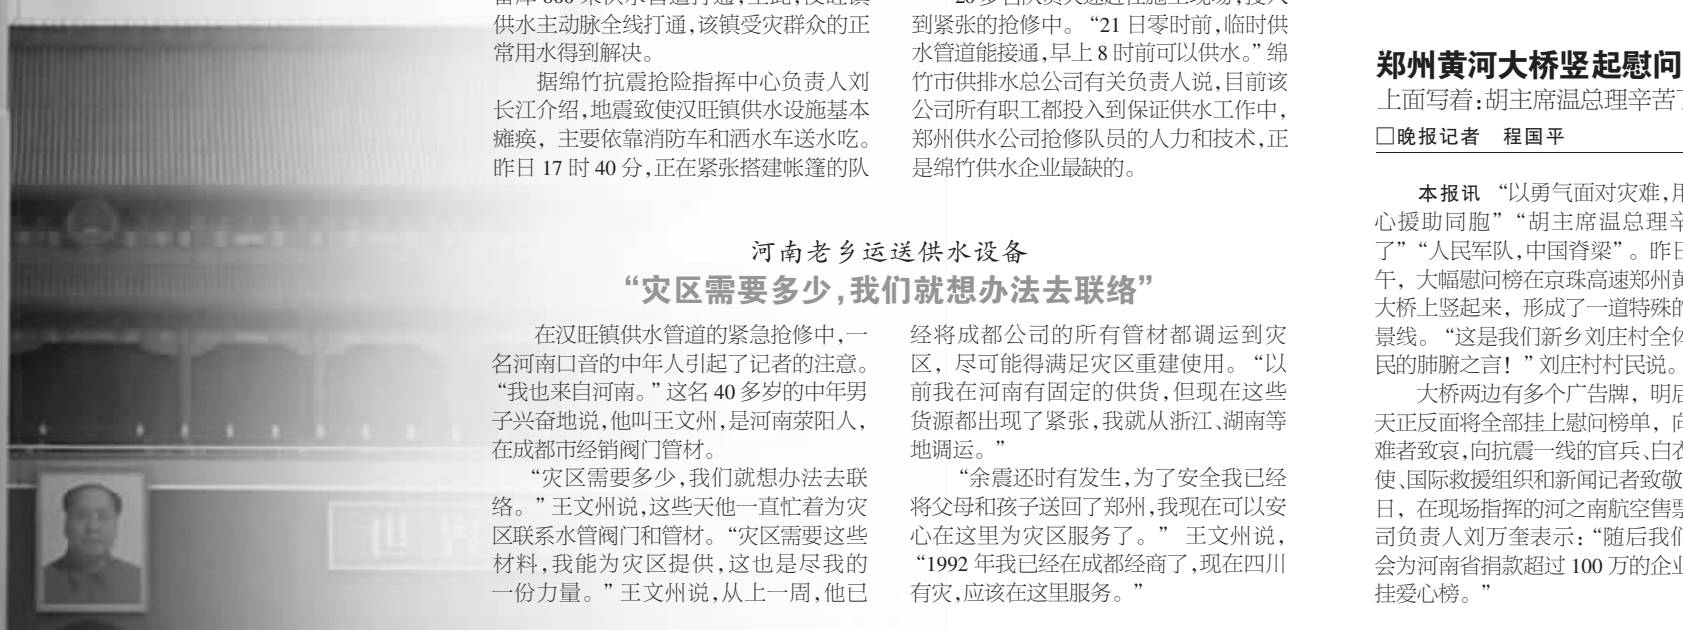 供水主动脉全线打通,该镇受灾群众的正
常用水得到解决。
据绵竹抗震抢险指挥中心负责人刘
长江介绍,地震致使汉旺镇供水设施基本
瘫痪，主要依靠消防车和洒水车送水吃。
昨日 17 时 40 分,正在紧张搭建帐篷的队
到紧张的抢修中。“21 日零时前,临时供
水管道能接通,早上 8 时前可以供水。”绵
竹市供排水总公司有关负责人说,目前该
公司所有职工都投入到保证供水工作中,
郑州供水公司抢修队员的人力和技术,正
是绵竹供水企业最缺的。
河南老乡运送供水设备
“灾区需要多少,我们就想办法去联络”
在汉旺镇供水管道的紧急抢修中,一
名河南口音的中年人引起了记者的注意。
“我也来自河南。”这名 40 多岁的中年男
子兴奋地说,他叫王文州,是河南荥阳人,
在成都市经销阀门管材。
“灾区需要多少,我们就想办法去联
络。”王文州说,这些天他一直忙着为灾
区联系水管阀门和管材。“灾区需要这些
材料,我能为灾区提供,这也是尽我的
一份力量。”王文州说,从上一周,他已
经将成都公司的所有管材都调运到灾
区，尽可能得满足灾区重建使用。“以
前我在河南有固定的供货,但现在这些
货源都出现了紧张,我就从浙江、湖南等
地调运。”
“余震还时有发生,为了安全我已经
将父母和孩子送回了郑州,我现在可以安
心在这里为灾区服务了。” 王文州说，
“1992 年我已经在成都经商了,现在四川
有灾,应该在这里服务。”
郑州黄河大桥竖起慰问
上面写着:胡主席温总理辛苦
□晚报记者 程国平
本报讯 “以勇气面对灾难,
心援助同胞”“胡主席温总理
了”“人民军队,中国脊梁”。昨日
午，大幅慰问榜在京珠高速郑州黄
大桥上竖起来，形成了一道特殊的
景线。“这是我们新乡刘庄村全体
民的肺腑之言！”刘庄村村民说。
大桥两边有多个广告牌，明后
天正反面将全部挂上慰问榜单，向
难者致哀,向抗震一线的官兵、白衣
使、国际救援组织和新闻记者致敬
日，在现场指挥的河之南航空售票
司负责人刘万奎表示：“随后我们
会为河南省捐款超过 100 万的企业
挂爱心榜。”